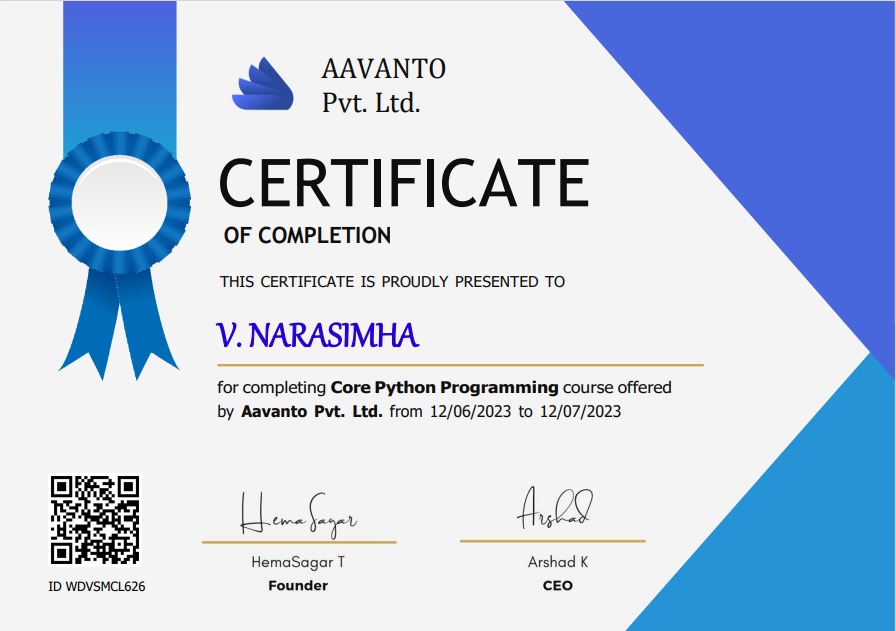 AAVANTO
Pvt. Ltd.
CERTIFICATE
OF COMPLETION
THIS CERTIFICATE IS PROUDLY PRESENTED TO
V. NARASIMHA
for completing Core Python Programming course offered
by Aavanto Pvt. Ltd. from 12/06/2023 to 12/07/2023
HemaSagar
Arshad
HemaSagar T
Arshad K
Founder
CEO
ID WDVSMCL626